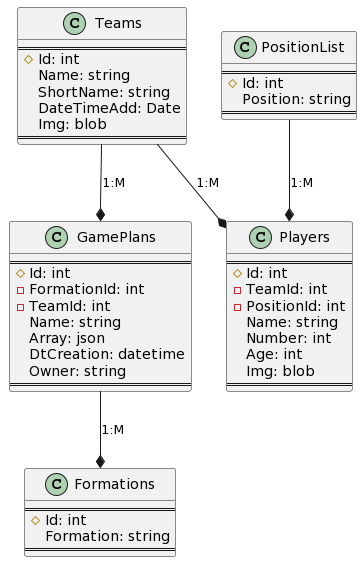 C Teams
Id: int
Name: string
ShortName: string
DateTimeAdd: Date
Img: blob
C PositionList
Id: int
Position: string
1:M
1:M
1:M
C GamePlans
Id: int
FormationId: int
TeamId: int
Name: string
Array: json
DtCreation: datetime
Owner: string
C Players
Id: int
TeamId: int
PositionId: int
Name: string
Number: int
Age: int
Img: blob
1:M
C Formations
Id: int
Formation: string